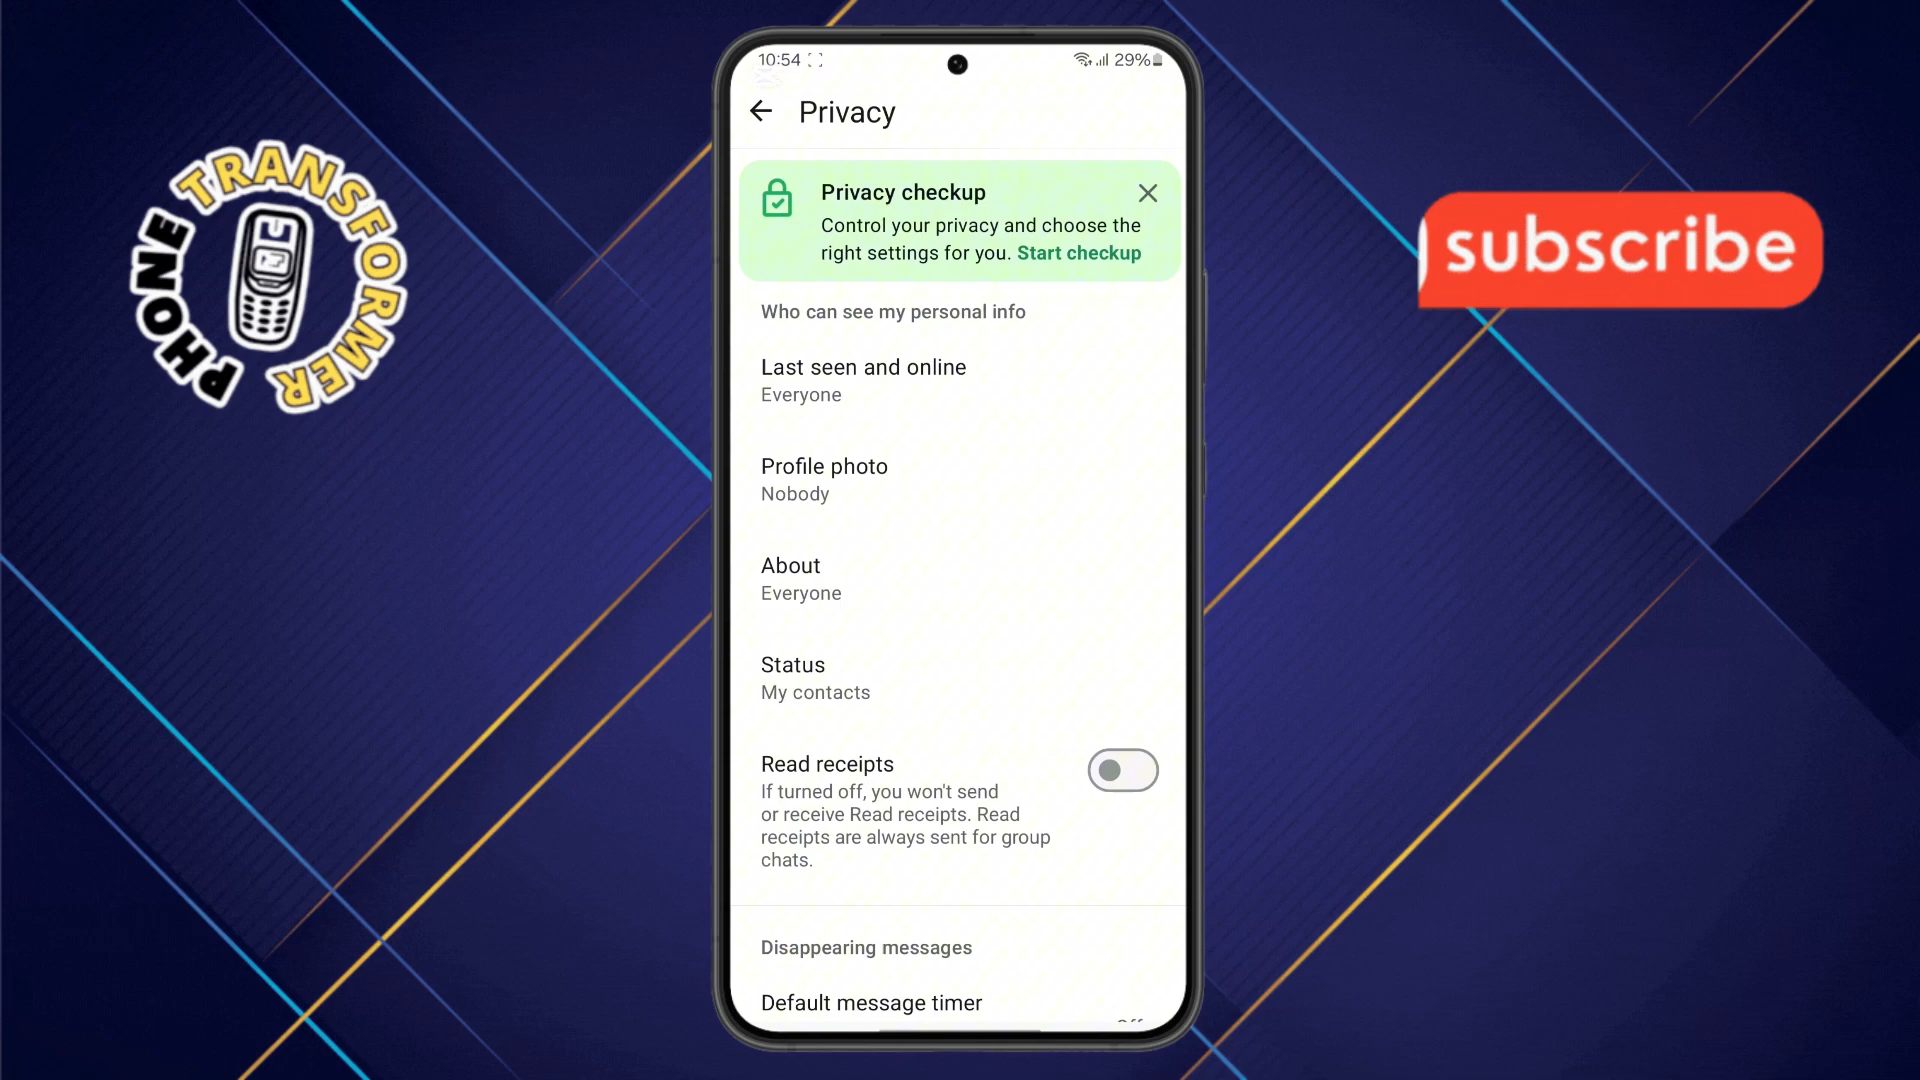 PHONE TRANSFORMER
subscribe
10:54
29%
Privacy
Privacy checkup
Control your privacy and choose the
right settings for you. Start checkup
Who can see my personal info
Last seen and online
Everyone
Profile photo
Nobody
About
Everyone
Status
My contacts
Read receipts
If turned off, you won't send
or receive Read receipts. Read
receipts are always sent for group
chats.
Disappearing messages
Default message timer